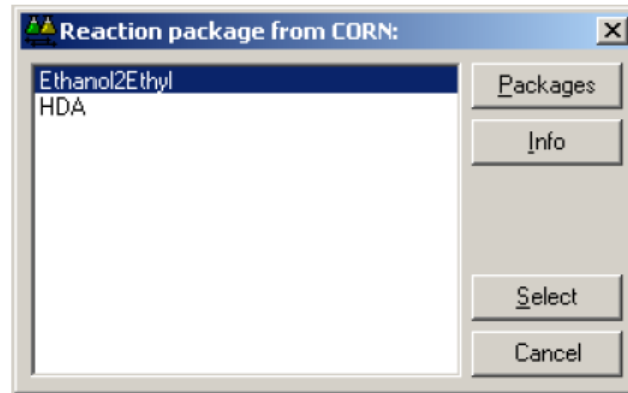 Reaction package from CORN:
Ethanol2Ethyl
HDA
Packages
Info
Select
Cancel